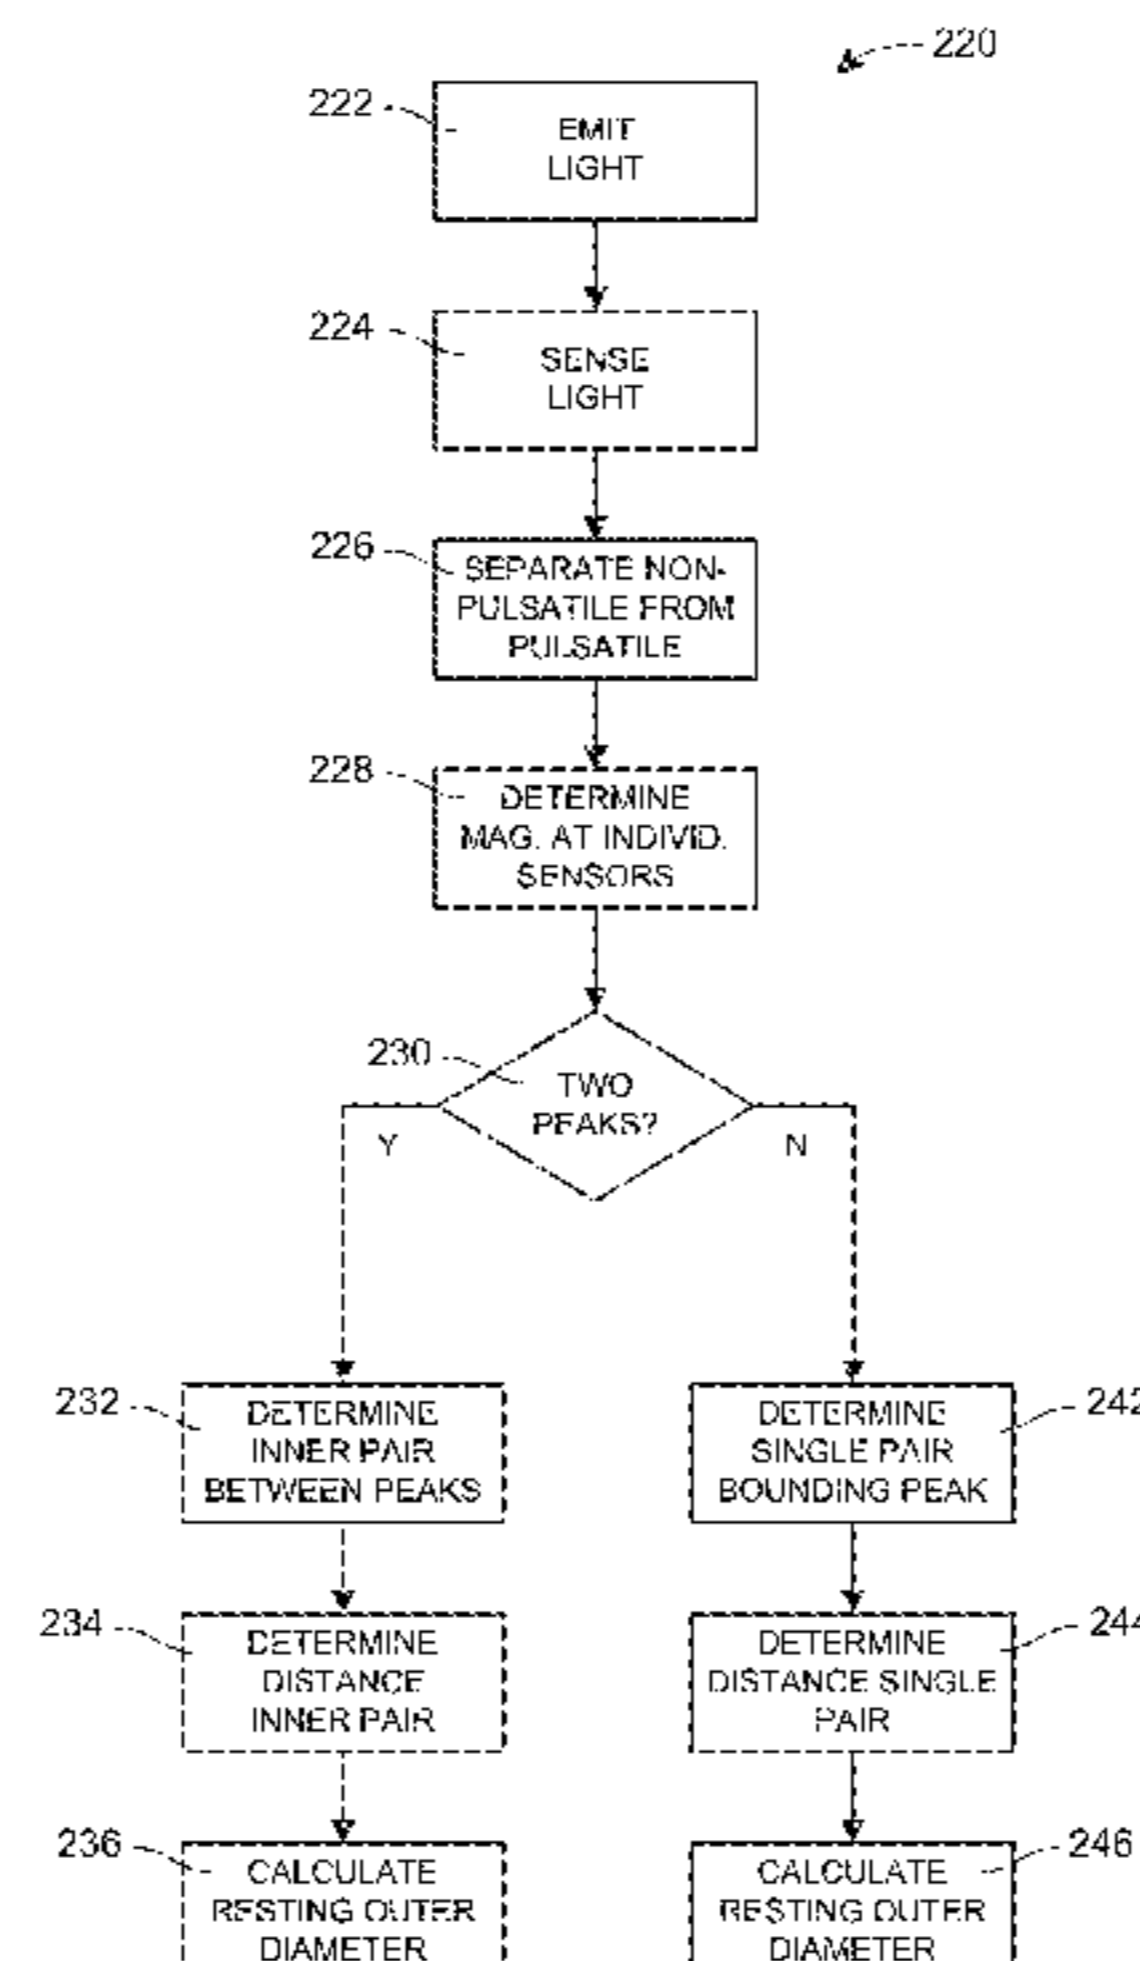 220
222
EMIT
LIGHT
224
SENSE
LIGHT
226
SEPARATE NON-
PULSATILE FROM
PULSATILE
228
DETERMINE
MAG. AT INDIVID.
SENSORS
230
TWO
PEAKS?
Y
N
232
DETERMINE
INNER PAIR
BETWEEN PEAKS
DETERMINE
SINGLE PAIR
BOUNDING PEAK
242
234
DETERMINE
DISTANCE
INNER PAIR
DETERMINE
DISTANCE SINGLE
PAIR
244
236
CALCULATE
RESTING OUTER
DIAMETER
CALCULATE
RESTING OUTER
DIAMETER
246